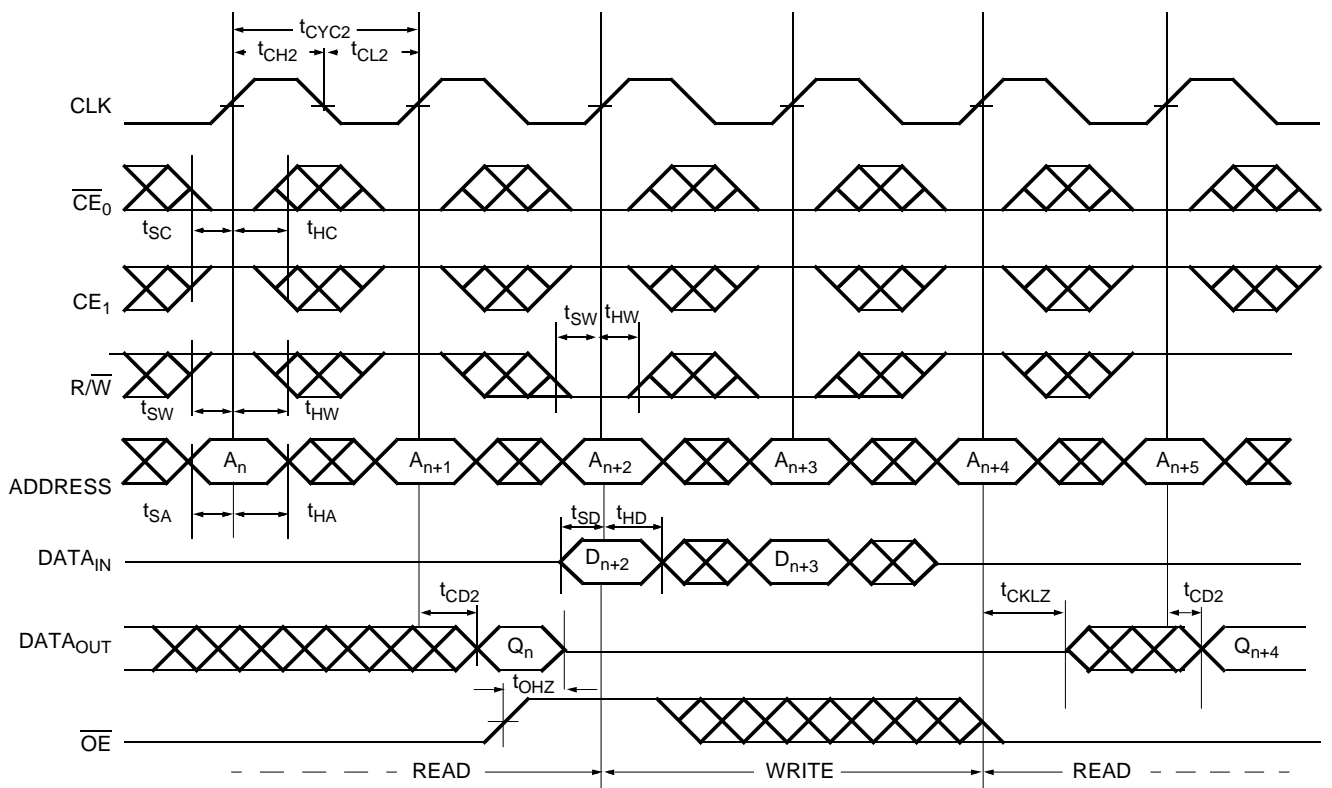 tCYC2
tCH2 tCL2
CLK
CE0
tSC tHC
CE1
tSW tHW
R/W
tSW tHW
An An+1 An+2 An+3 An+4 An+5
ADDRESS
tSA tHA tSD tHD
DATAIN Dn+2 Dn+3
tCD2 tCKLZ tCD2
DATAOUT Qn Qn+4
tOHZ
OE
READ WRITE READ